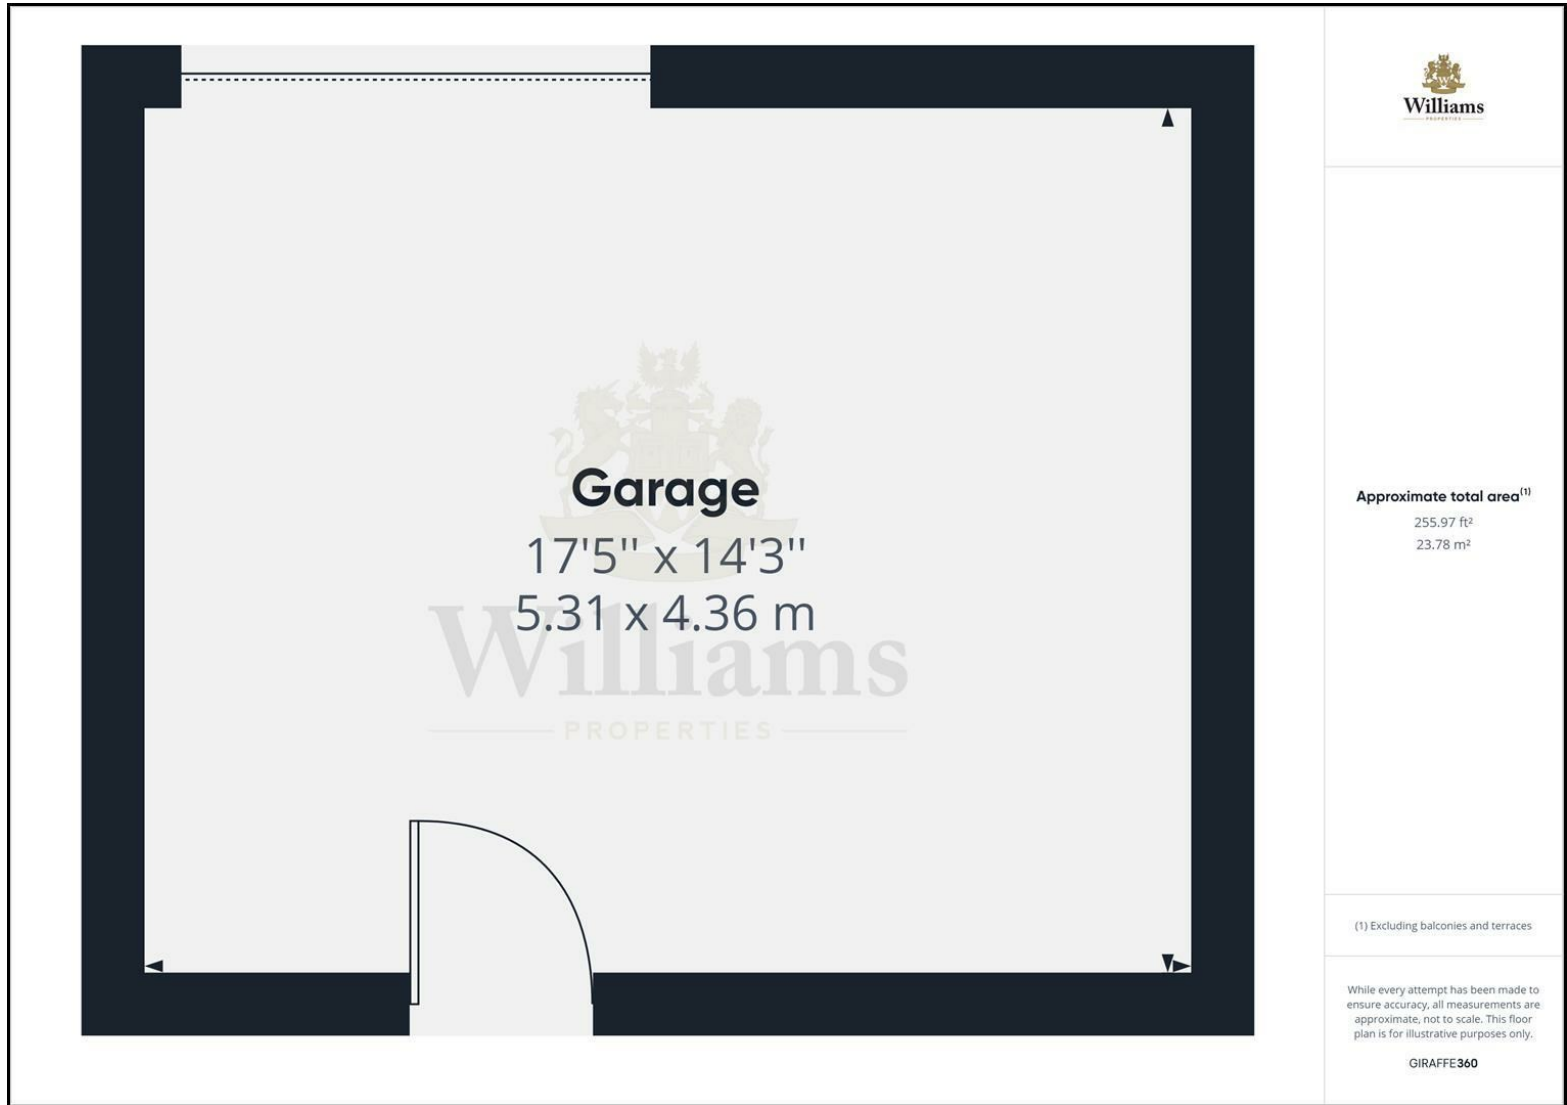 Garage
17'5'' x 14'3''
5.31 x 4.36 m
Williams
PROPERTIES
Williams
PROPERTIES
Approximate total area(1)
255.97 ft²
23.78 m²
(1) Excluding balconies and terraces
While every attempt has been made to
ensure accuracy, all measurements are
approximate, not to scale. This floor
plan is for illustrative purposes only.
GIRAFFE360